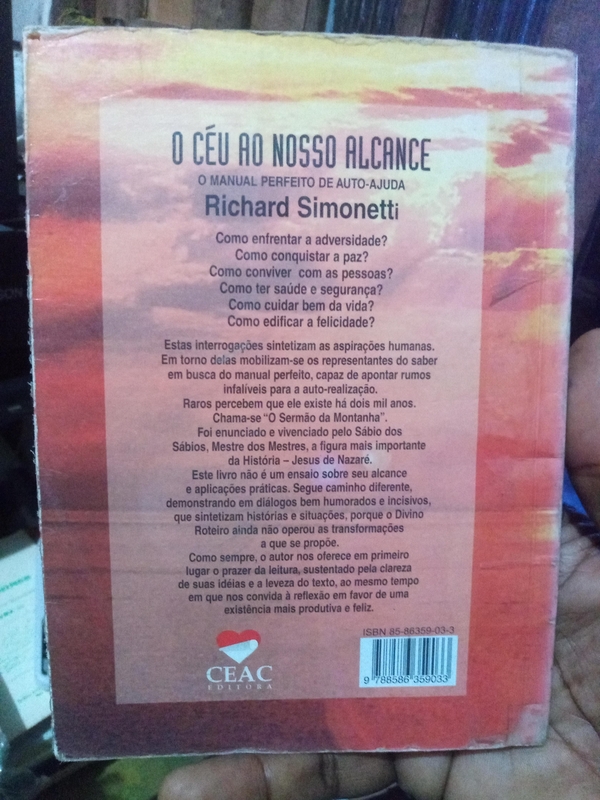 O CÉU AO NOSSO ALCANCE
O MANUAL PERFEITO DE AUTO-AJUDA
Richard Simonetti
Como enfrentar a adversidade?
Como conquistar a paz?
Como conviver com as pessoas?
Como ter saúde e segurança?
Como cuidar bem da vida?
Como edificar a felicidade?
Estas interrogações sintetizam as aspirações humanas.
Em torno delas mobilizam-se os representantes do saber
em busca do manual perfeito, capaz de apontar rumos
infalíveis para a auto-realização.
Raros percebem que ele existe há dois mil anos.
Chama-se "O Sermão da Montanha".
Foi enunciado e vivenciado pelo Sábio dos
Sábios, Mestre dos Mestres, a figura mais importante
da História – Jesus de Nazaré.
Este livro não é um ensaio sobre seu alcance
e aplicações práticas. Segue caminho diferente,
demonstrando em diálogos bem humorados e incisivos,
que sintetizam histórias e situações, porque o Divino
Roteiro ainda não operou as transformações
a que se propõe.
Como sempre, o autor nos oferece em primeiro
lugar o prazer da leitura, sustentado pela clareza
de suas idéias e a leveza do texto, ao mesmo tempo
em que nos convida à reflexão em favor de uma
existência mais produtiva e feliz.
CEAC
EDITORA
ISBN 85-86359-03-3
9 788586 359033